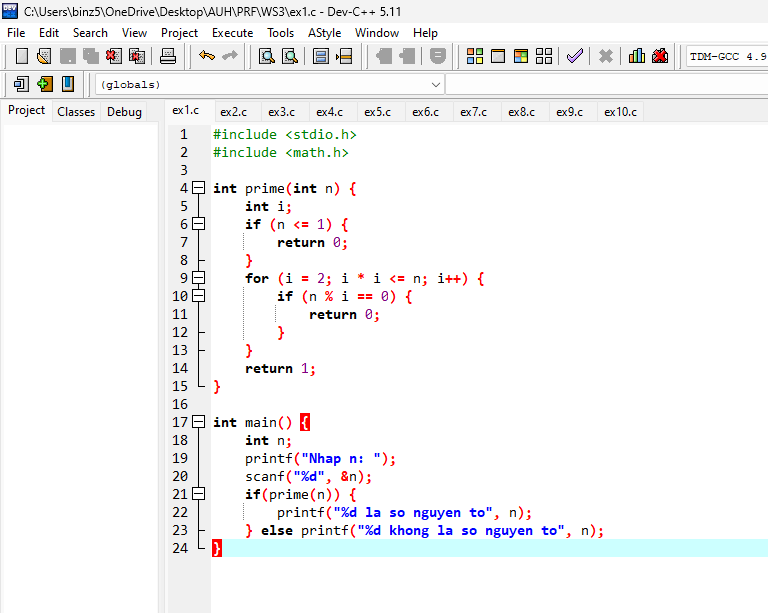 C:\Users\binz5\OneDrive\Desktop\AUH\PRF\WS3\ex1.c - Dev-C++ 5.11
File Edit Search View Project Execute Tools AStyle Window Help
TDM-GCC 4.9
(globals)
Project Classes Debug
ex1.c ex2.c ex3.c ex4.c ex5.c ex6.c ex7.c ex8.c ex9.c ex10.c
1 #include <stdio.h>
2 #include <math.h>
3
4 int prime(int n) {
5 int i;
6 if (n <= 1) {
7 return 0;
8 }
9 for (i = 2; i * i <= n; i++) {
10 if (n % i == 0) {
11 return 0;
12 }
13 }
14 return 1;
15 }
16
17 int main() {
18 int n;
19 printf("Nhap n: ");
20 scanf("%d", &n);
21 if(prime(n)) {
22 printf("%d la so nguyen to", n);
23 } else printf("%d khong la so nguyen to", n);
24 }